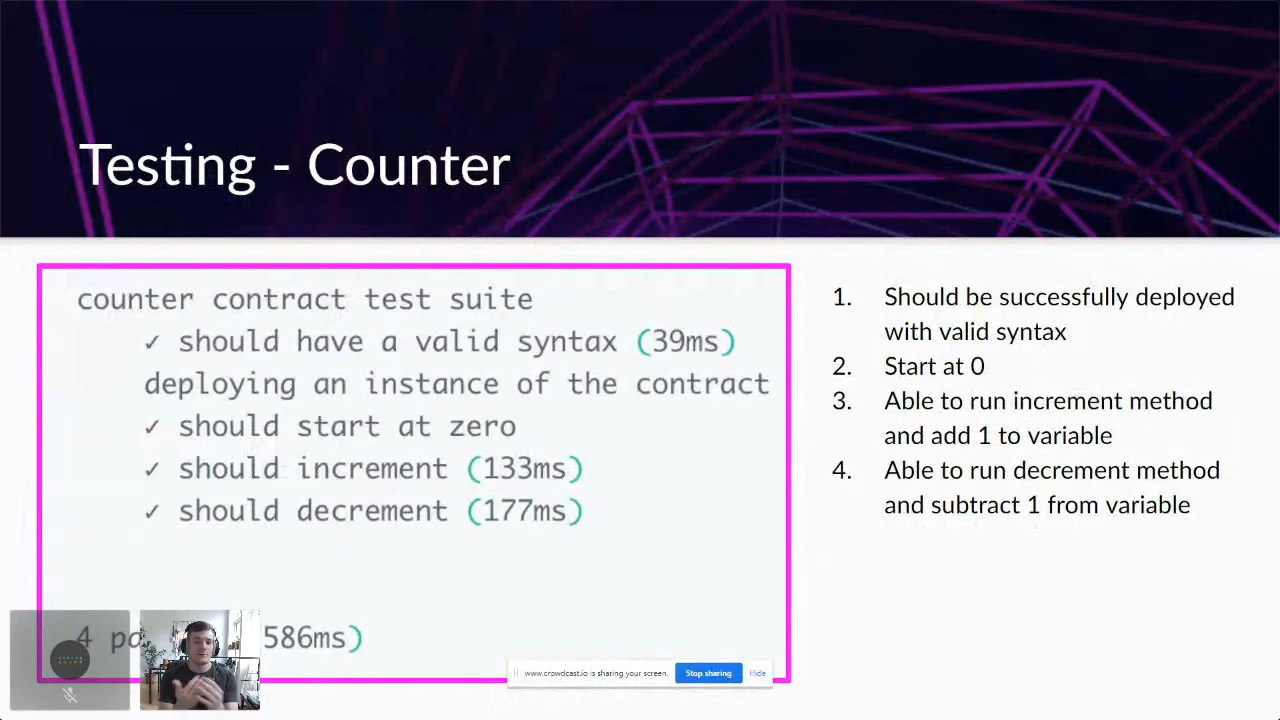 Testing - Counter
counter contract test suite
✓ should have a valid syntax (39ms)
deploying an instance of the contract
✓ should start at zero
✓ should increment (133ms)
✓ should decrement (177ms)
4 586ms)
1. Should be successfully deployed
with valid syntax
2. Start at 0
3. Able to run increment method
and add 1 to variable
4. Able to run decrement method
and subtract 1 from variable
www.crowdcast.io is sharing your screen. Stop sharing Hide